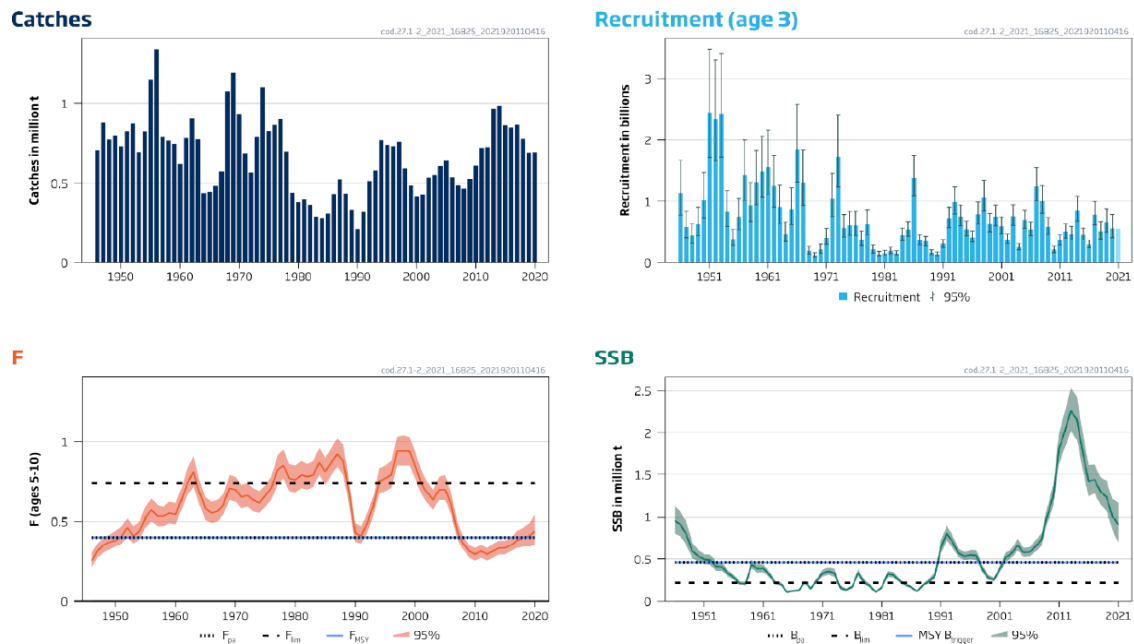 Catches
cod.27.1-2_2021_16825_2021920110416
Catches in million t
1
0.5
0
1950 1960 1970 1980 1990 2000 2010 2020
Recruitment (age 3)
cod.27.1-2_2021_16825_2021920110416
Recruitment in billions
3
2
1
0
1951 1961 1971 1981 1991 2001 2011 2021
Recruitment 95%
F
cod.27.1-2_2021_16825_2021920110416
F (ages 5-10)
1
0.5
0
1950 1960 1970 1980 1990 2000 2010 2020
Fpa Flim FMSY 95%
SSB
cod.27.1-2_2021_16825_2021920110416
SSB in million t
2.5
2
1.5
1
0.5
0
1951 1961 1971 1981 1991 2001 2011 2021
Bpa Blim MSY Btrigger 95%